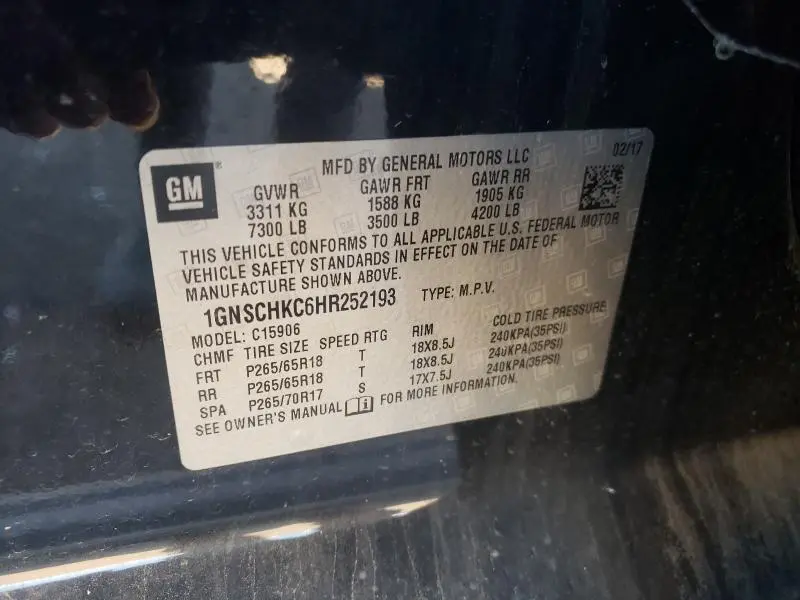 GM ®
MFD BY GENERAL MOTORS LLC 02/17
GVWR GAWR FRT GAWR RR
3311 KG 1588 KG 1905 KG
7300 LB 3500 LB 4200 LB
THIS VEHICLE CONFORMS TO ALL APPLICABLE U.S. FEDERAL MOTOR
VEHICLE SAFETY STANDARDS IN EFFECT ON THE DATE OF
MANUFACTURE SHOWN ABOVE.
1GNSCHKC6HR252193 TYPE: M.P.V.
MODEL: C15906
CHMF TIRE SIZE SPEED RTG RIM COLD TIRE PRESSURE
FRT P265/65R18 T 18X8.5J 240KPA(35PSI)
RR P265/65R18 T 18X8.5J 240KPA(35PSI)
SPA P265/70R17 S 17X7.5J 240KPA(35PSI)
SEE OWNER'S MANUAL i FOR MORE INFORMATION.